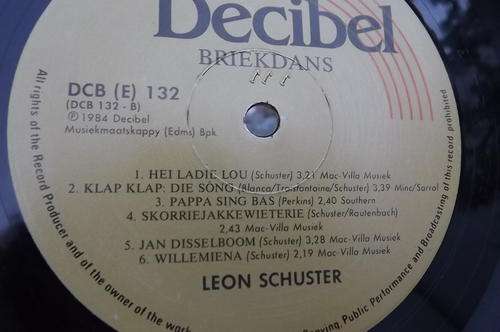 Decibel
BRIEKDANS
DCB (E) 132
(DCB 132 - B)
Ⓟ 1984 Decibel
Musiekmaatskappy (Edms) Bpk.
1. HEI LADIE LOU (Schuster) 3,21 Mac-Villa Musiek
2. KLAP KLAP: DIE SONG (Blanca/Troisfontaine/Schuster) 3,39 Minc/Sarrol
3. PAPPA SING BAS (Perkins) 2,40 Southern
4. SKORRIEJAKKEWIETERIE (Schuster/Rautenbach)
2,43 Mac-Villa Musiek
5. JAN DISSELBOOM (Schuster) 3,28 Mac-Villa Musiek
6. WILLEMIENA (Schuster) 2,19 Mac-Villa Musiek
LEON SCHUSTER
All rights of the Record Producer and of the owner of the work
Public Performance and Broadcasting of this record prohibited